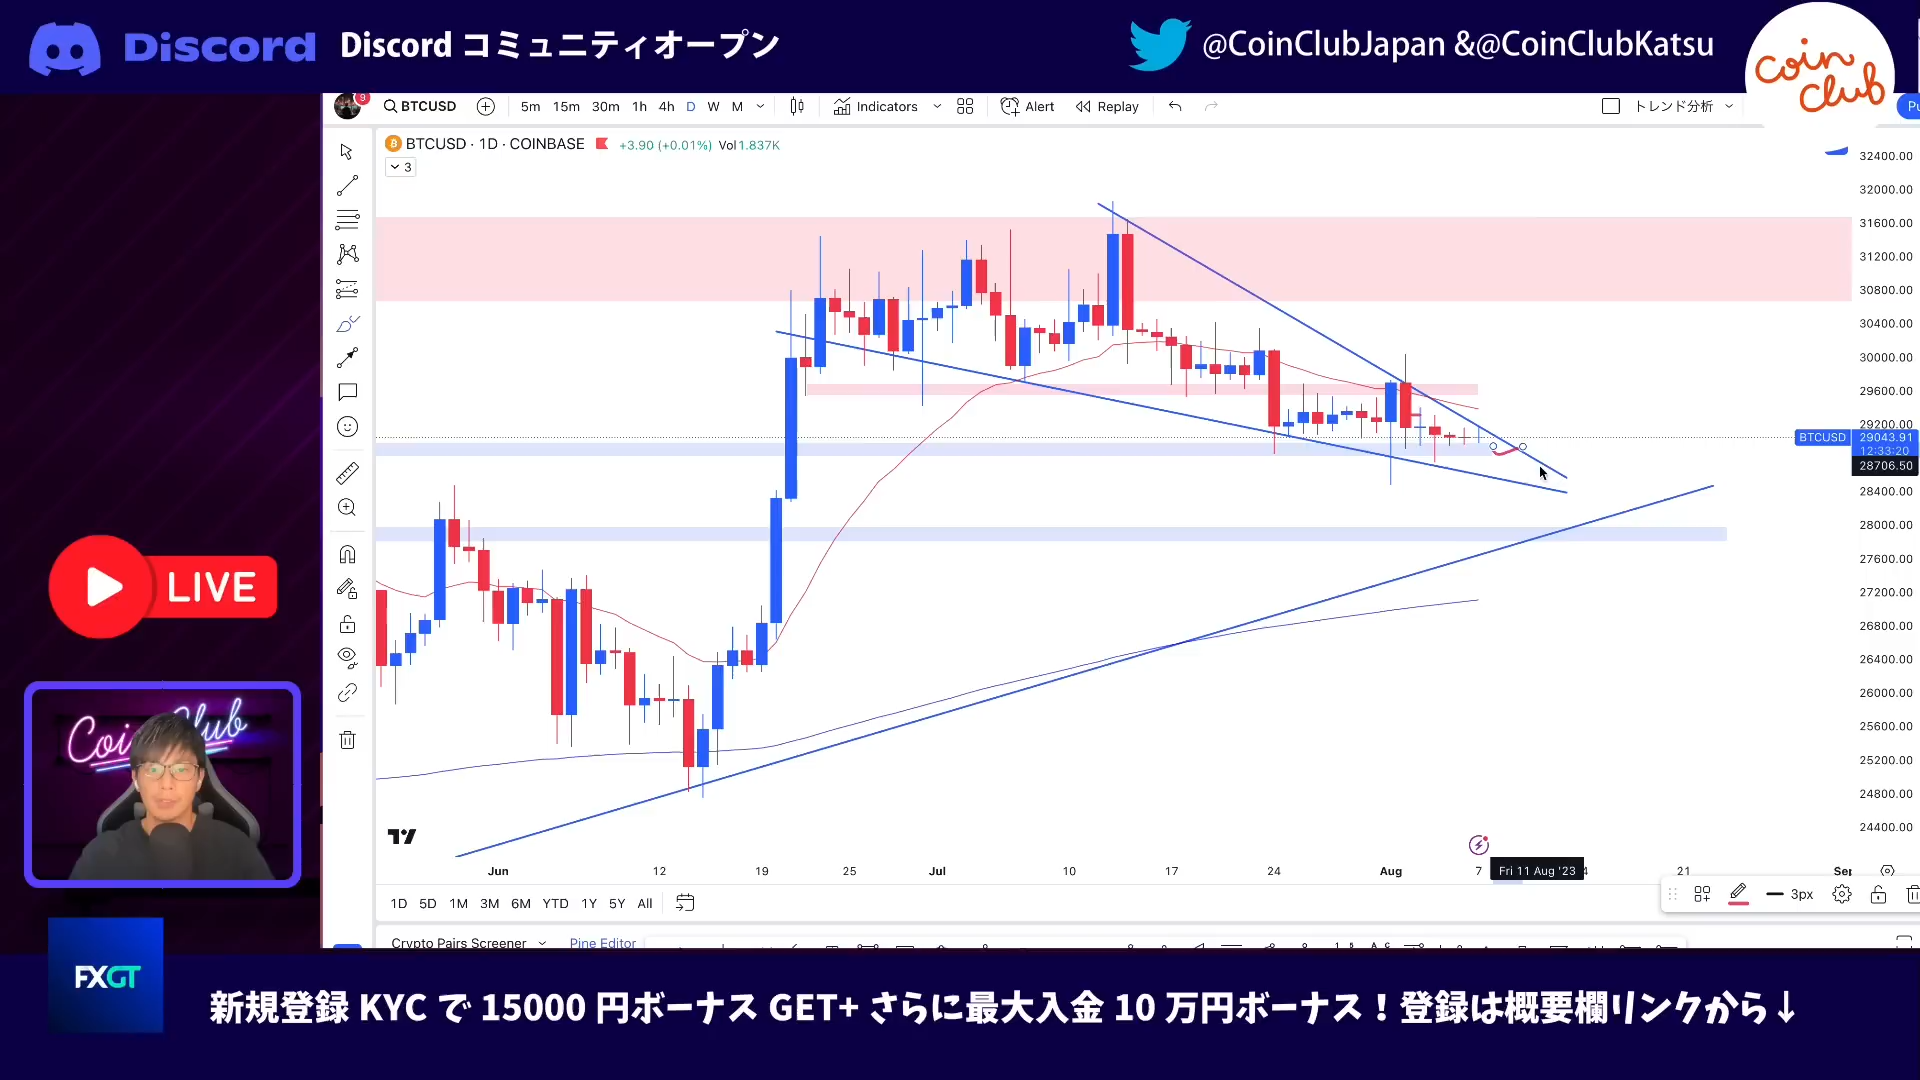 Discord Discord コミュニティオープン
@CoinClubJapan &@CoinClubKatsu
coin club
9
BTCUSD
5m 15m 30m 1h 4h D W M
Indicators
Alert
Replay
トレンド分析
Pu
BTCUSD · 1D · COINBASE +3.90 (+0.01%) Vol1.837K
3
32400.00
32000.00
31600.00
31200.00
30800.00
30400.00
30000.00
29600.00
29200.00
BTCUSD 29043.91
12:33:20
28706.50
28400.00
28000.00
27600.00
27200.00
26800.00
26400.00
26000.00
25600.00
25200.00
24800.00
24400.00
LIVE
Coin Club
Jun 12 19 25 Jul 10 17 24 Aug 7 Fri 11 Aug '23 21 Sep
1D 5D 1M 3M 6M YTD 1Y 5Y All
3px
Crypto Pairs Screener Pine Editor
FXGT
新規登録 KYC で 15000 円ボーナス GET+ さらに最大入金 10 万円ボーナス！登録は概要欄リンクから↓